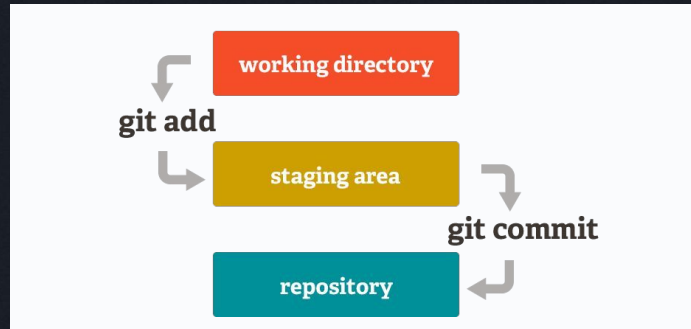 working directory
git add
staging area
git commit
repository